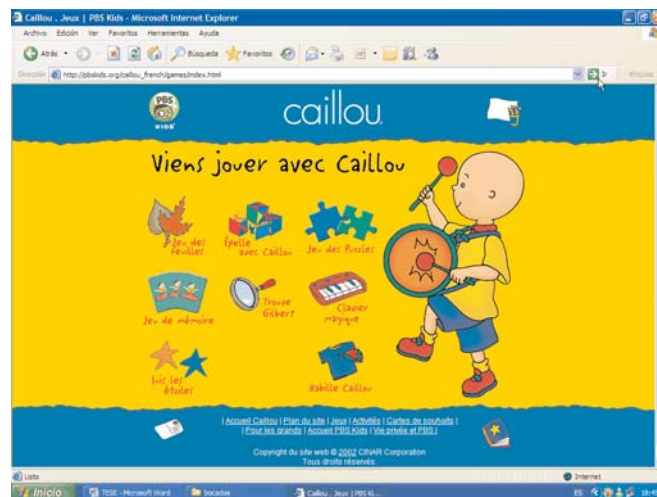 Caillou . Jeux | PBS Kids - Microsoft Internet Explorer
Archivo Edición Ver Favoritos Herramientas Ayuda
Atrás Búsqueda Favoritos
Dirección http://pbskids.org/caillou_french/games/index.html Ir Vínculos
PBS
KIDS
caillou
Viens jouer avec Caillou
Jeu des
feuilles
Épelle
avec Caillou
Jeu des Puzzles
Jeu de mémoire
Trouve
Gilbert
Clavier
magique
Suis les
étoiles
Habille Caillou
| Accueil Caillou | Plan du site | Jeux | Activités | Cartes de souhaits |
| Pour les grands | Accueil PBS Kids | Vie privée et PBS |
Copyright du site web © 2002 CINAR Corporation
Tous droits réservés.
Listo Internet
Inicio TESE - Microsoft Word bocados Caillou . Jeux | PBS Ki... ES